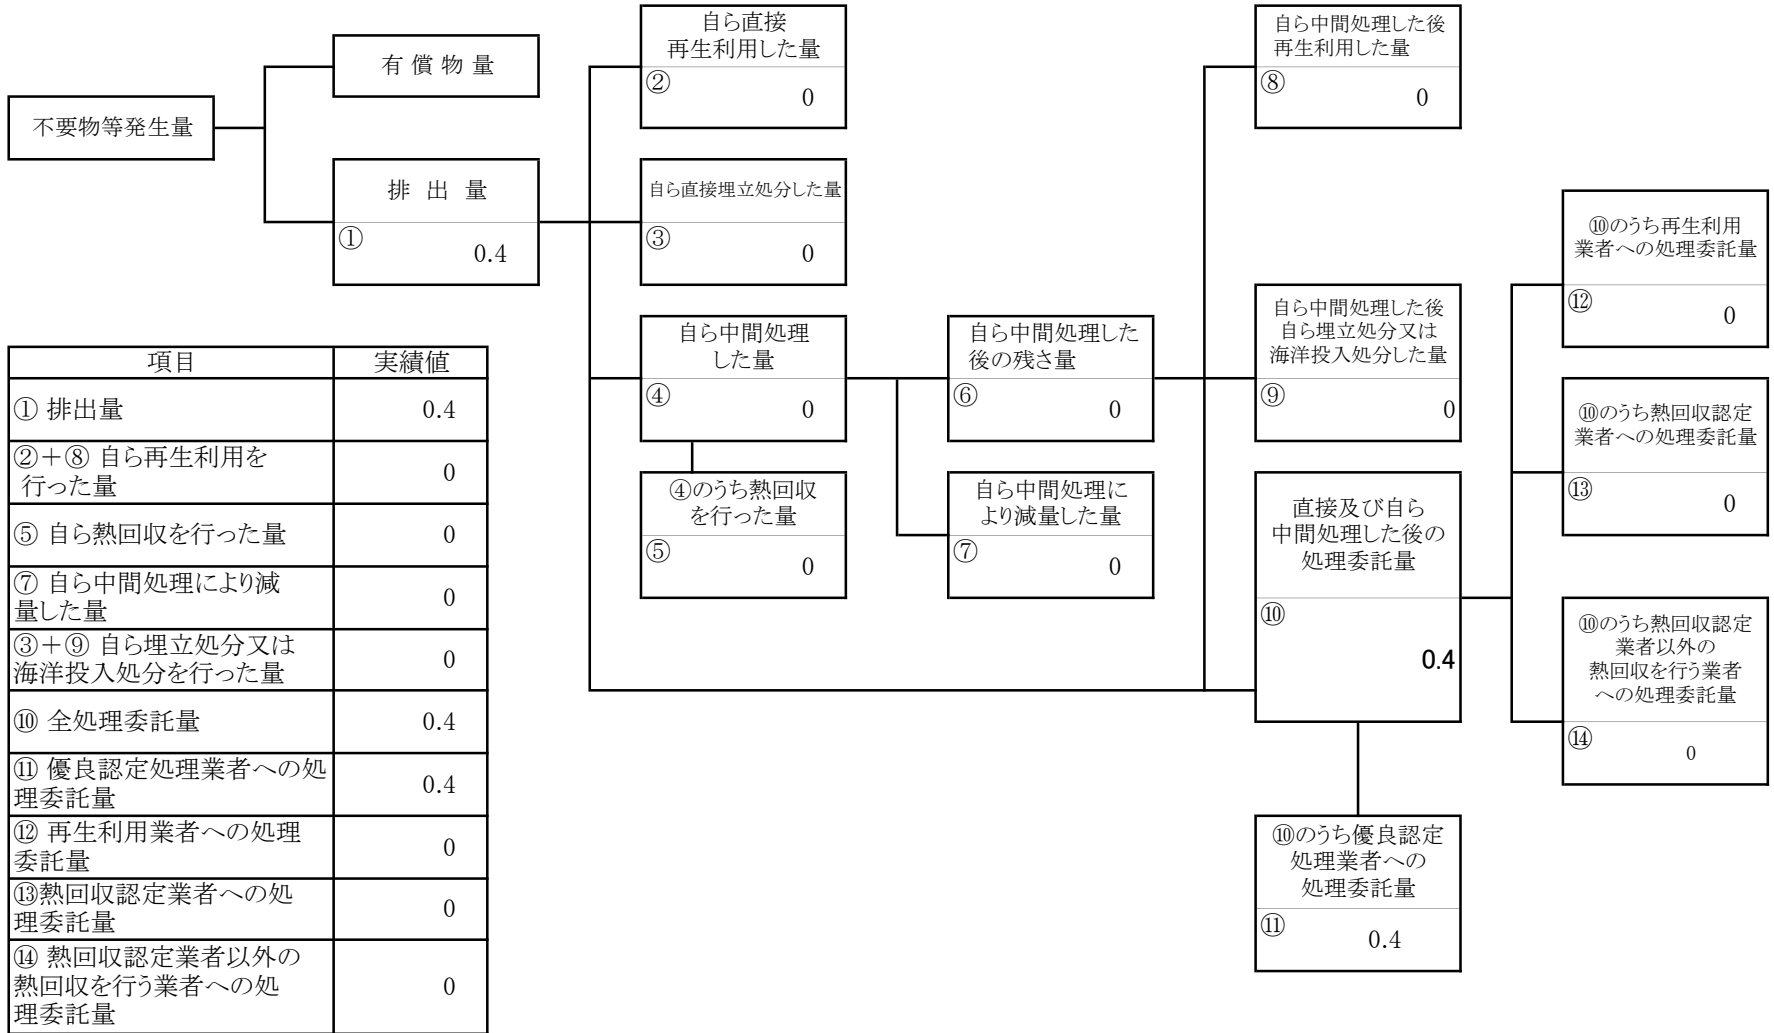 自ら直接
再生利用した量
②
0
自ら中間処理した後
再生利用した量
⑧
0
有 償 物 量
不要物等発生量
排 出 量
①
0.4
自ら直接埋立処分した量
③
0
⑩のうち再生利用
業者への処理委託量
⑫
0
自ら中間処理
した量
④
0
自ら中間処理した
後の残さ量
⑥
0
自ら中間処理した後
自ら埋立処分又は
海洋投入処分した量
⑨
0
⑩のうち熱回収認定
業者への処理委託量
⑬
0
④のうち熱回収
を行った量
⑤
0
自ら中間処理に
より減量した量
⑦
0
直接及び自ら
中間処理した後の
処理委託量
⑩
0.4
⑩のうち熱回収認定
業者以外の
熱回収を行う業者
への処理委託量
⑭
0
⑩のうち優良認定
処理業者への
処理委託量
⑪
0.4
項目 実績値
① 排出量 0.4
②＋⑧ 自ら再生利用を
行った量 0
⑤ 自ら熱回収を行った量 0
⑦ 自ら中間処理により減
量した量 0
③＋⑨ 自ら埋立処分又は
海洋投入処分を行った量 0
⑩ 全処理委託量 0.4
⑪ 優良認定処理業者への処
理委託量 0.4
⑫ 再生利用業者への処理
委託量 0
⑬熱回収認定業者への処
理委託量 0
⑭ 熱回収認定業者以外の
熱回収を行う業者への処
理委託量 0